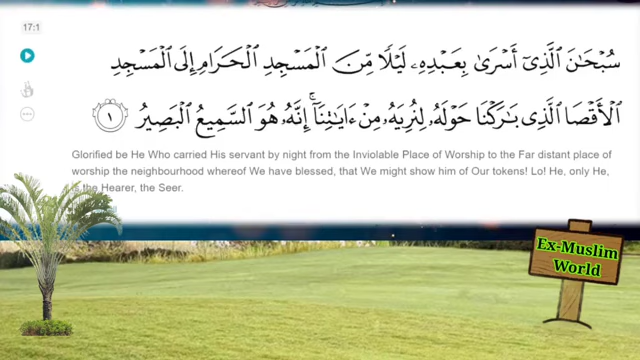 17:1
سُبْحَٰنَ ٱلَّذِىٓ أَسْرَىٰ بِعَبْدِهِۦ لَيْلًا مِّنَ ٱلْمَسْجِدِ ٱلْحَرَامِ إِلَى ٱلْمَسْجِدِ
ٱلْأَقْصَا ٱلَّذِى بَٰرَكْنَا حَوْلَهُۥ لِنُرِيَهُۥ مِنْ ءَايَٰتِنَآ ۚ إِنَّهُۥ هُوَ ٱلسَّمِيعُ ٱلْبَصِيرُ ١
Glorified be He Who carried His servant by night from the Inviolable Place of Worship to the Far distant place of
worship the neighbourhood whereof We have blessed, that We might show him of Our tokens! Lo! He, only He,
is the Hearer, the Seer.
Ex-Muslim
World